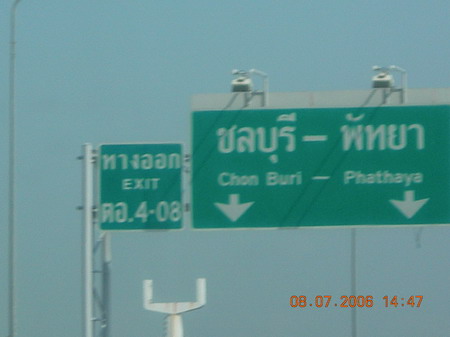 ทางออก
EXIT
ตอ.4-08
ชลบุรี – พัทยา
Chon Buri – Phathaya
08.07.2006 14:47